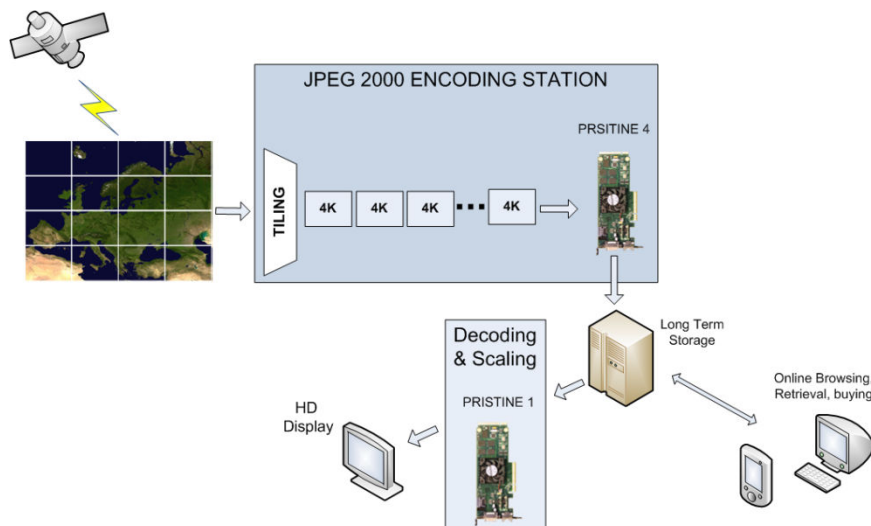 JPEG 2000 ENCODING STATION
PRSITINE 4
TILING
4K
4K
4K
4K
Long Term
Storage
Decoding
& Scaling
PRISTINE 1
HD
Display
Online Browsing,
Retrieval, buying